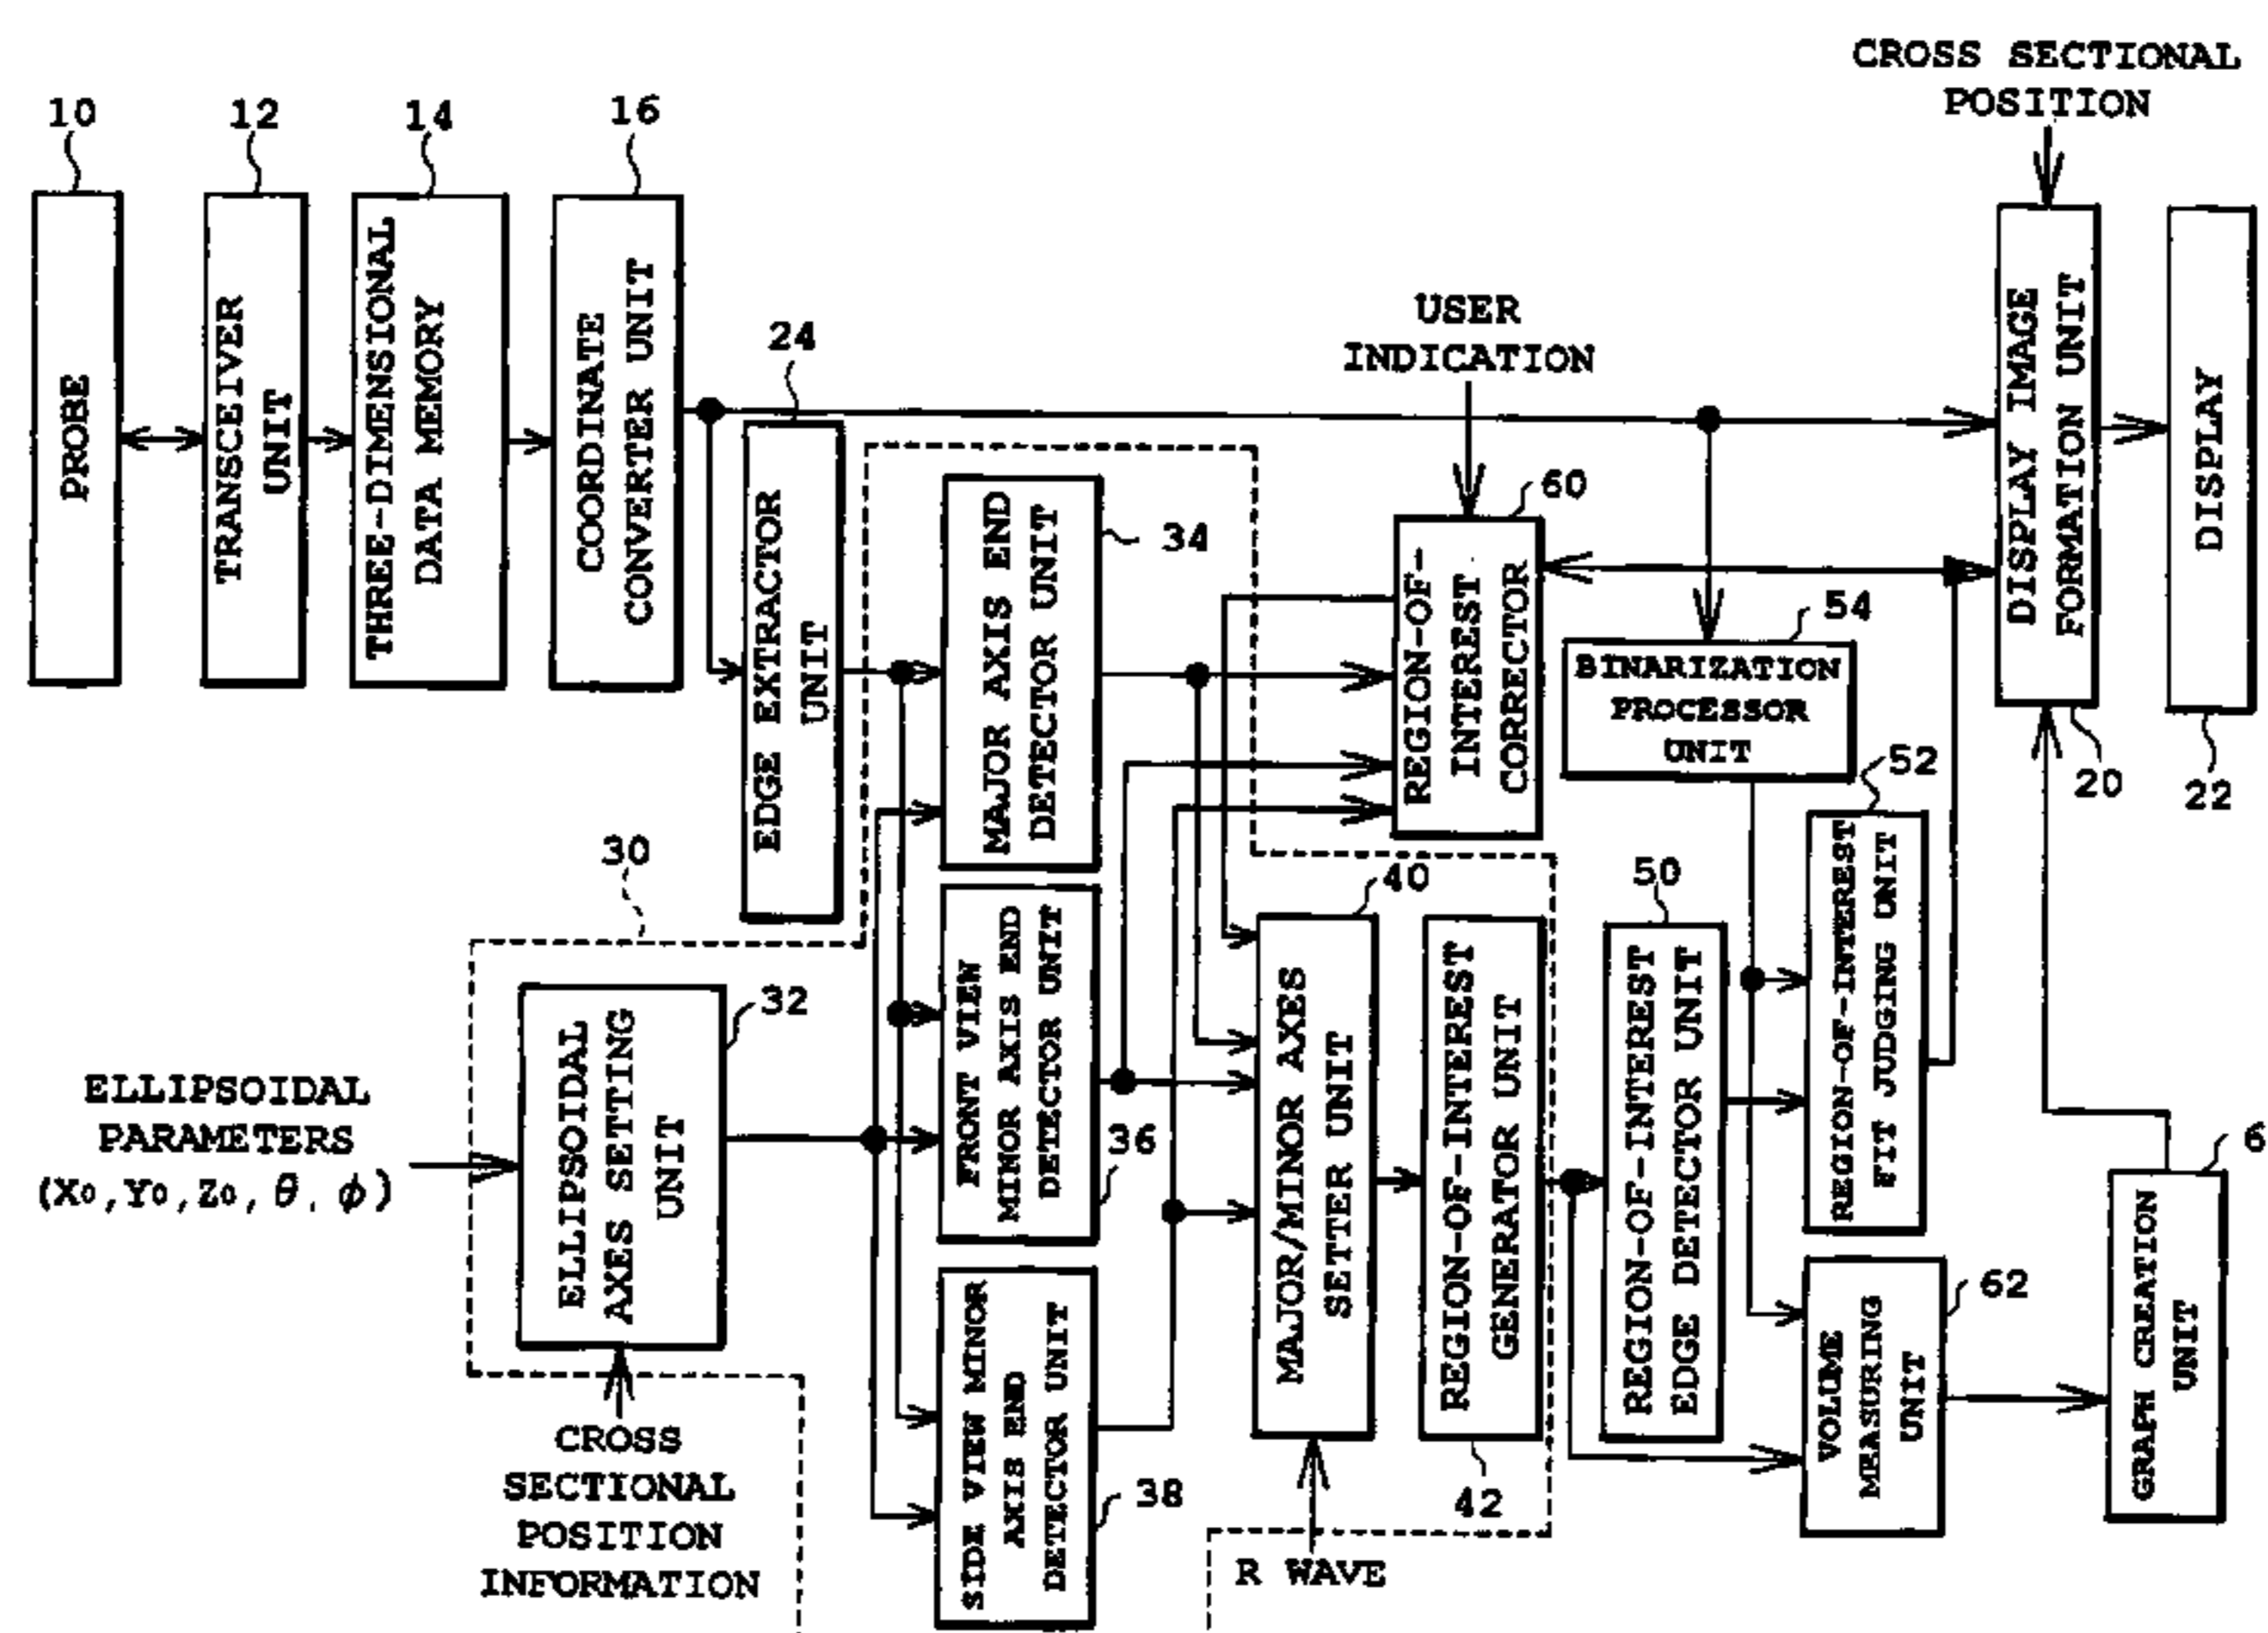 CROSS SECTIONAL
POSITION
10
12
14
16
PROBE
TRANSCEIVER
UNIT
THREE-DIMENSIONAL
DATA MEMORY
COORDINATE
CONVERTER UNIT
24
EDGE EXTRACTOR
UNIT
USER
INDICATION
34
MAJOR AXIS END
DETECTOR UNIT
60
REGION-OF-
INTEREST
CORRECTOR
54
BINARIZATION
PROCESSOR
UNIT
DISPLAY IMAGE
FORMATION UNIT
20
DISPLAY
22
30
ELLIPSOIDAL
PARAMETERS
(X0,Y0,Z0,θ,ϕ)
32
ELLIPSOIDAL
AXES SETTING
UNIT
CROSS
SECTIONAL
POSITION
INFORMATION
FRONT VIEW
MINOR AXIS END
DETECTOR UNIT
36
SIDE VIEW MINOR
AXIS END
DETECTOR UNIT
38
40
MAJOR/MINOR AXES
SETTER UNIT
R WAVE
REGION-OF-INTEREST
GENERATOR UNIT
42
50
REGION-OF-INTEREST
EDGE DETECTOR UNIT
52
REGION-OF-INTEREST
FIT JUDGING UNIT
62
VOLUME
MEASURING
UNIT
6
GRAPH CREATION
UNIT